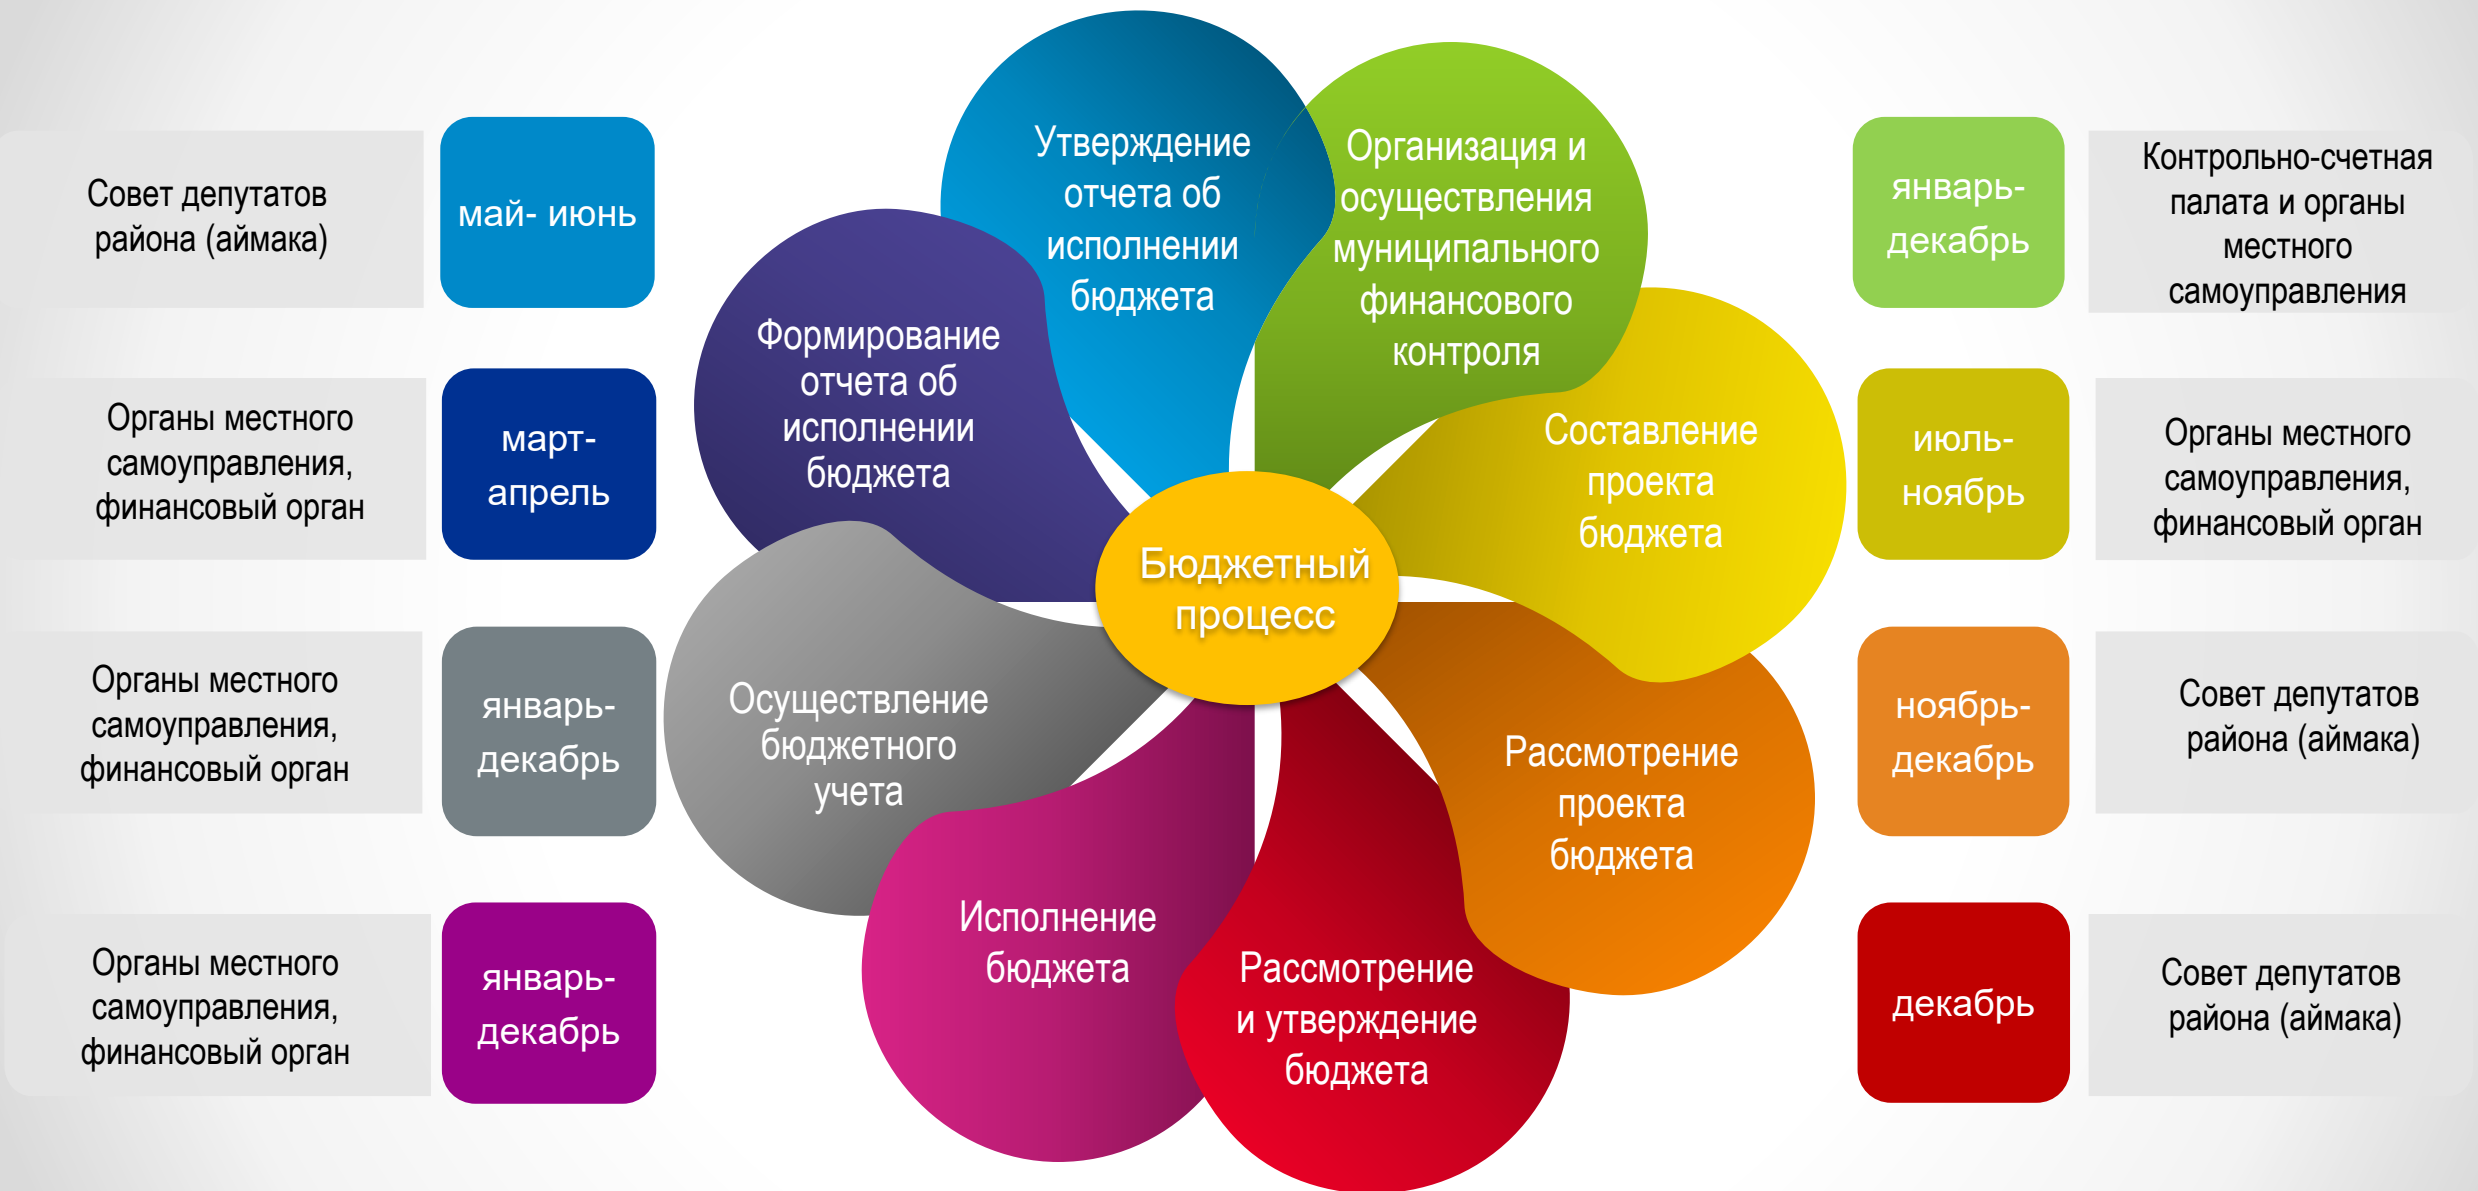 Совет депутатов
района (аймака)
май- июнь
Органы местного
самоуправления,
финансовый орган
март-
апрель
Органы местного
самоуправления,
финансовый орган
январь-
декабрь
Органы местного
самоуправления,
финансовый орган
январь-
декабрь
Утверждение
отчета об
исполнении
бюджета
Организация и
осуществления
муниципального
финансового
контроля
Формирование
отчета об
исполнении
бюджета
Составление
проекта
бюджета
Бюджетный
процесс
Осуществление
бюджетного
учета
Рассмотрение
проекта
бюджета
Исполнение
бюджета
Рассмотрение
и утверждение
бюджета
январь-
декабрь
Контрольно-счетная
палата и органы
местного
самоуправления
июль-
ноябрь
Органы местного
самоуправления,
финансовый орган
ноябрь-
декабрь
Совет депутатов
района (аймака)
декабрь
Совет депутатов
района (аймака)